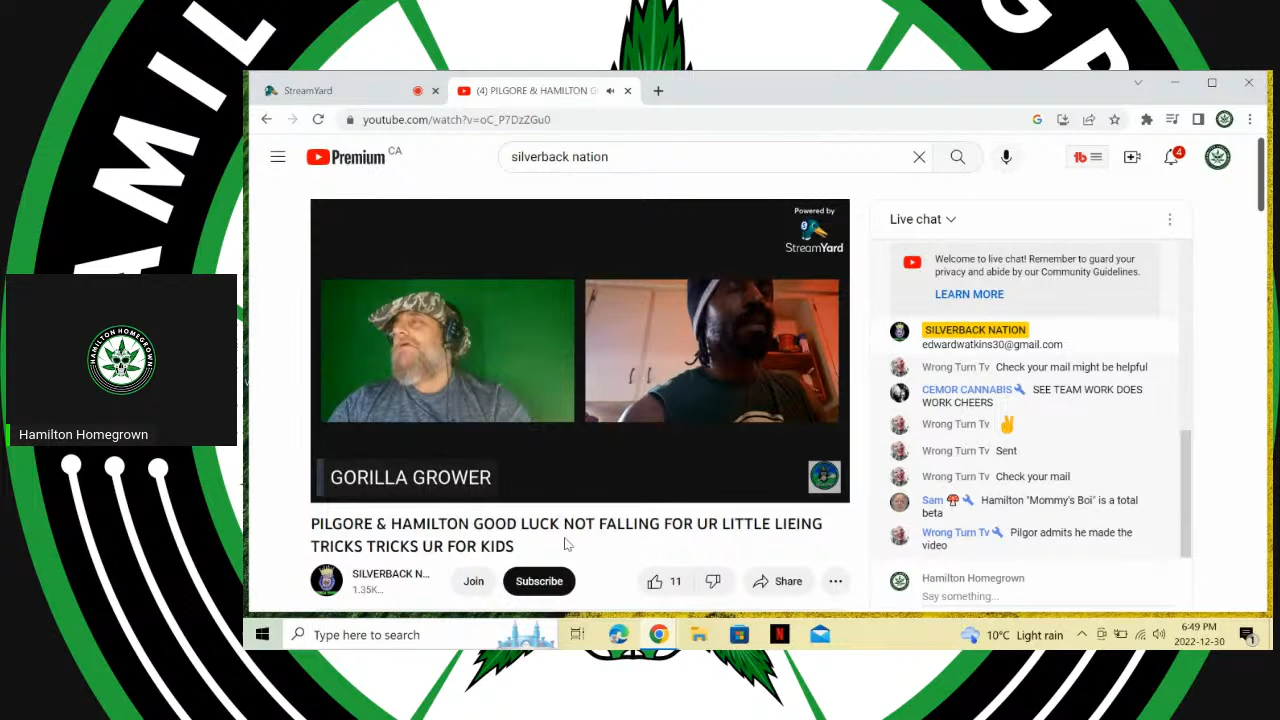 HAMIL
GR
StreamYard
(4) PILGORE & HAMILTON G
youtube.com/watch?v=oC_P7DzZGu0
Premium CA
silverback nation
4
Powered by
StreamYard
GORILLA GROWER
PILGORE & HAMILTON GOOD LUCK NOT FALLING FOR UR LITTLE LIEING
TRICKS TRICKS UR FOR KIDS
SILVERBACK N...
1.35K...
Join
Subscribe
11
Share
Live chat
Welcome to live chat! Remember to guard your
privacy and abide by our Community Guidelines.
LEARN MORE
SILVERBACK NATION
edwardwatkins30@gmail.com
Wrong Turn Tv Check your mail might be helpful
CEMOR CANNABIS SEE TEAM WORK DOES
WORK CHEERS
Wrong Turn Tv ✌
Wrong Turn Tv Sent
Wrong Turn Tv Check your mail
Sam 🍄 Hamilton "Mommy's Boi" is a total
beta
Wrong Turn Tv Pilgor admits he made the
video
Hamilton Homegrown
Say something...
HAMILTON HOMEGROWN
Hamilton Homegrown
Type here to search
10°C Light rain
6:49 PM
2022-12-30
1